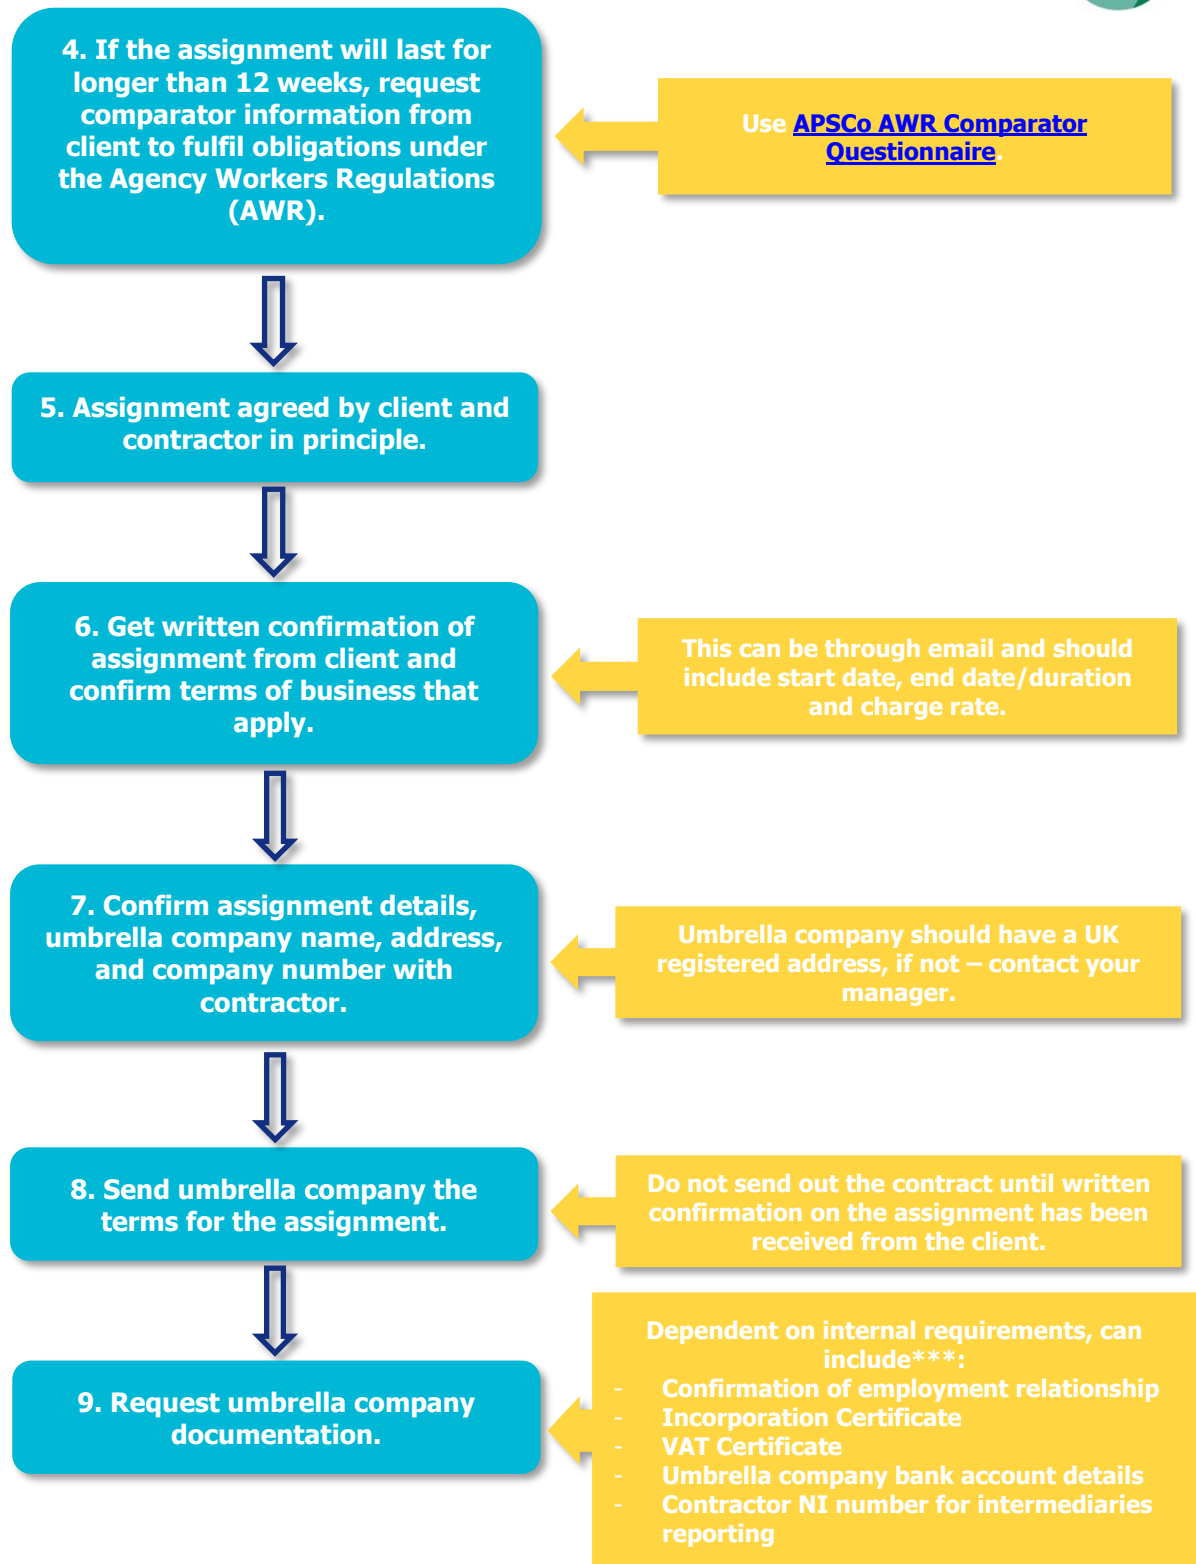 4. If the assignment will last for
longer than 12 weeks, request
comparator information from
client to fulfil obligations under
the Agency Workers Regulations
(AWR).
Use APSCo AWR Comparator
Questionnaire.
5. Assignment agreed by client and
contractor in principle.
6. Get written confirmation of
assignment from client and
confirm terms of business that
apply.
This can be through email and should
include start date, end date/duration
and charge rate.
7. Confirm assignment details,
umbrella company name, address,
and company number with
contractor.
Umbrella company should have a UK
registered address, if not – contact your
manager.
8. Send umbrella company the
terms for the assignment.
Do not send out the contract until written
confirmation on the assignment has been
received from the client.
9. Request umbrella company
documentation.
Dependent on internal requirements, can
include***:
- Confirmation of employment relationship
- Incorporation Certificate
- VAT Certificate
- Umbrella company bank account details
- Contractor NI number for intermediaries
reporting